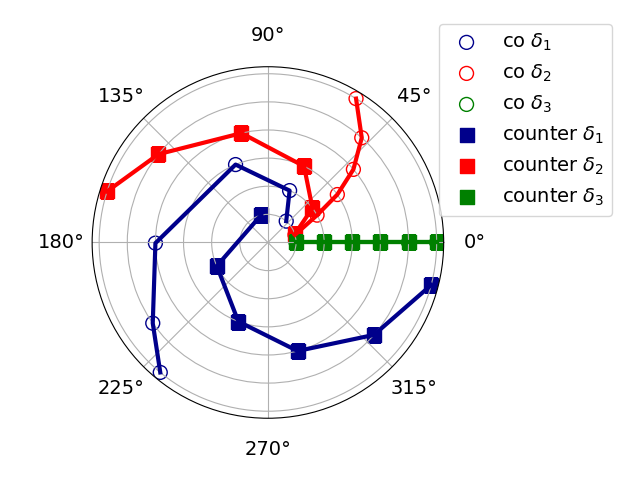 90°
135°
45°
180°
0°
225°
315°
270°
co δ₁
co δ₂
co δ₃
counter δ₁
counter δ₂
counter δ₃